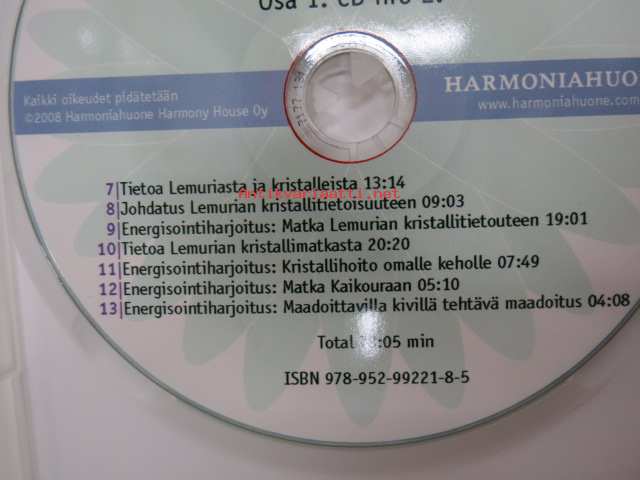 Osa 1. CD nro 2.
Kaikki oikeudet pidätetään
©2008 Harmoniahuone Harmony House Oy
HARMONIAHUO
www.harmoniahuone.com
7 Tietoa Lemuriasta ja kristalleista 13:14
Antikvariaatti.net
8 Johdatus Lemurian kristallitietoisuuteen 09:03
9 Energisointiharjoitus: Matka Lemurian kristallitietouteen 19:01
10 Tietoa Lemurian kristallimatkasta 20:20
11 Energisointiharjoitus: Kristallihoito omalle keholle 07:49
12 Energisointiharjoitus: Matka Kaikouraan 05:10
13 Energisointiharjoitus: Maadoittavilla kivillä tehtävä maadoitus 04:08
Total :05 min
ISBN 978-952-99221-8-5